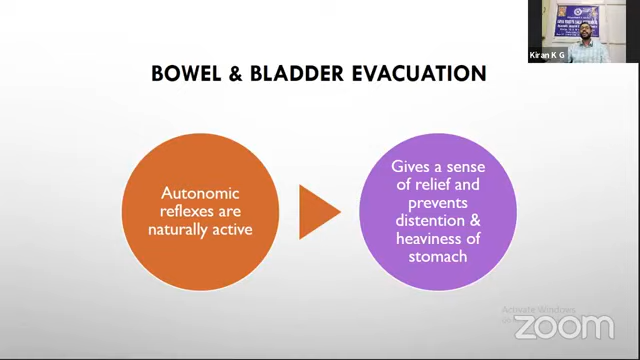 Kiran K G
BOWEL & BLADDER EVACUATION
Autonomic
reflexes are
naturally active
Gives a sense
of relief and
prevents
distention &
heaviness of
stomach
Activate Windows
zoom